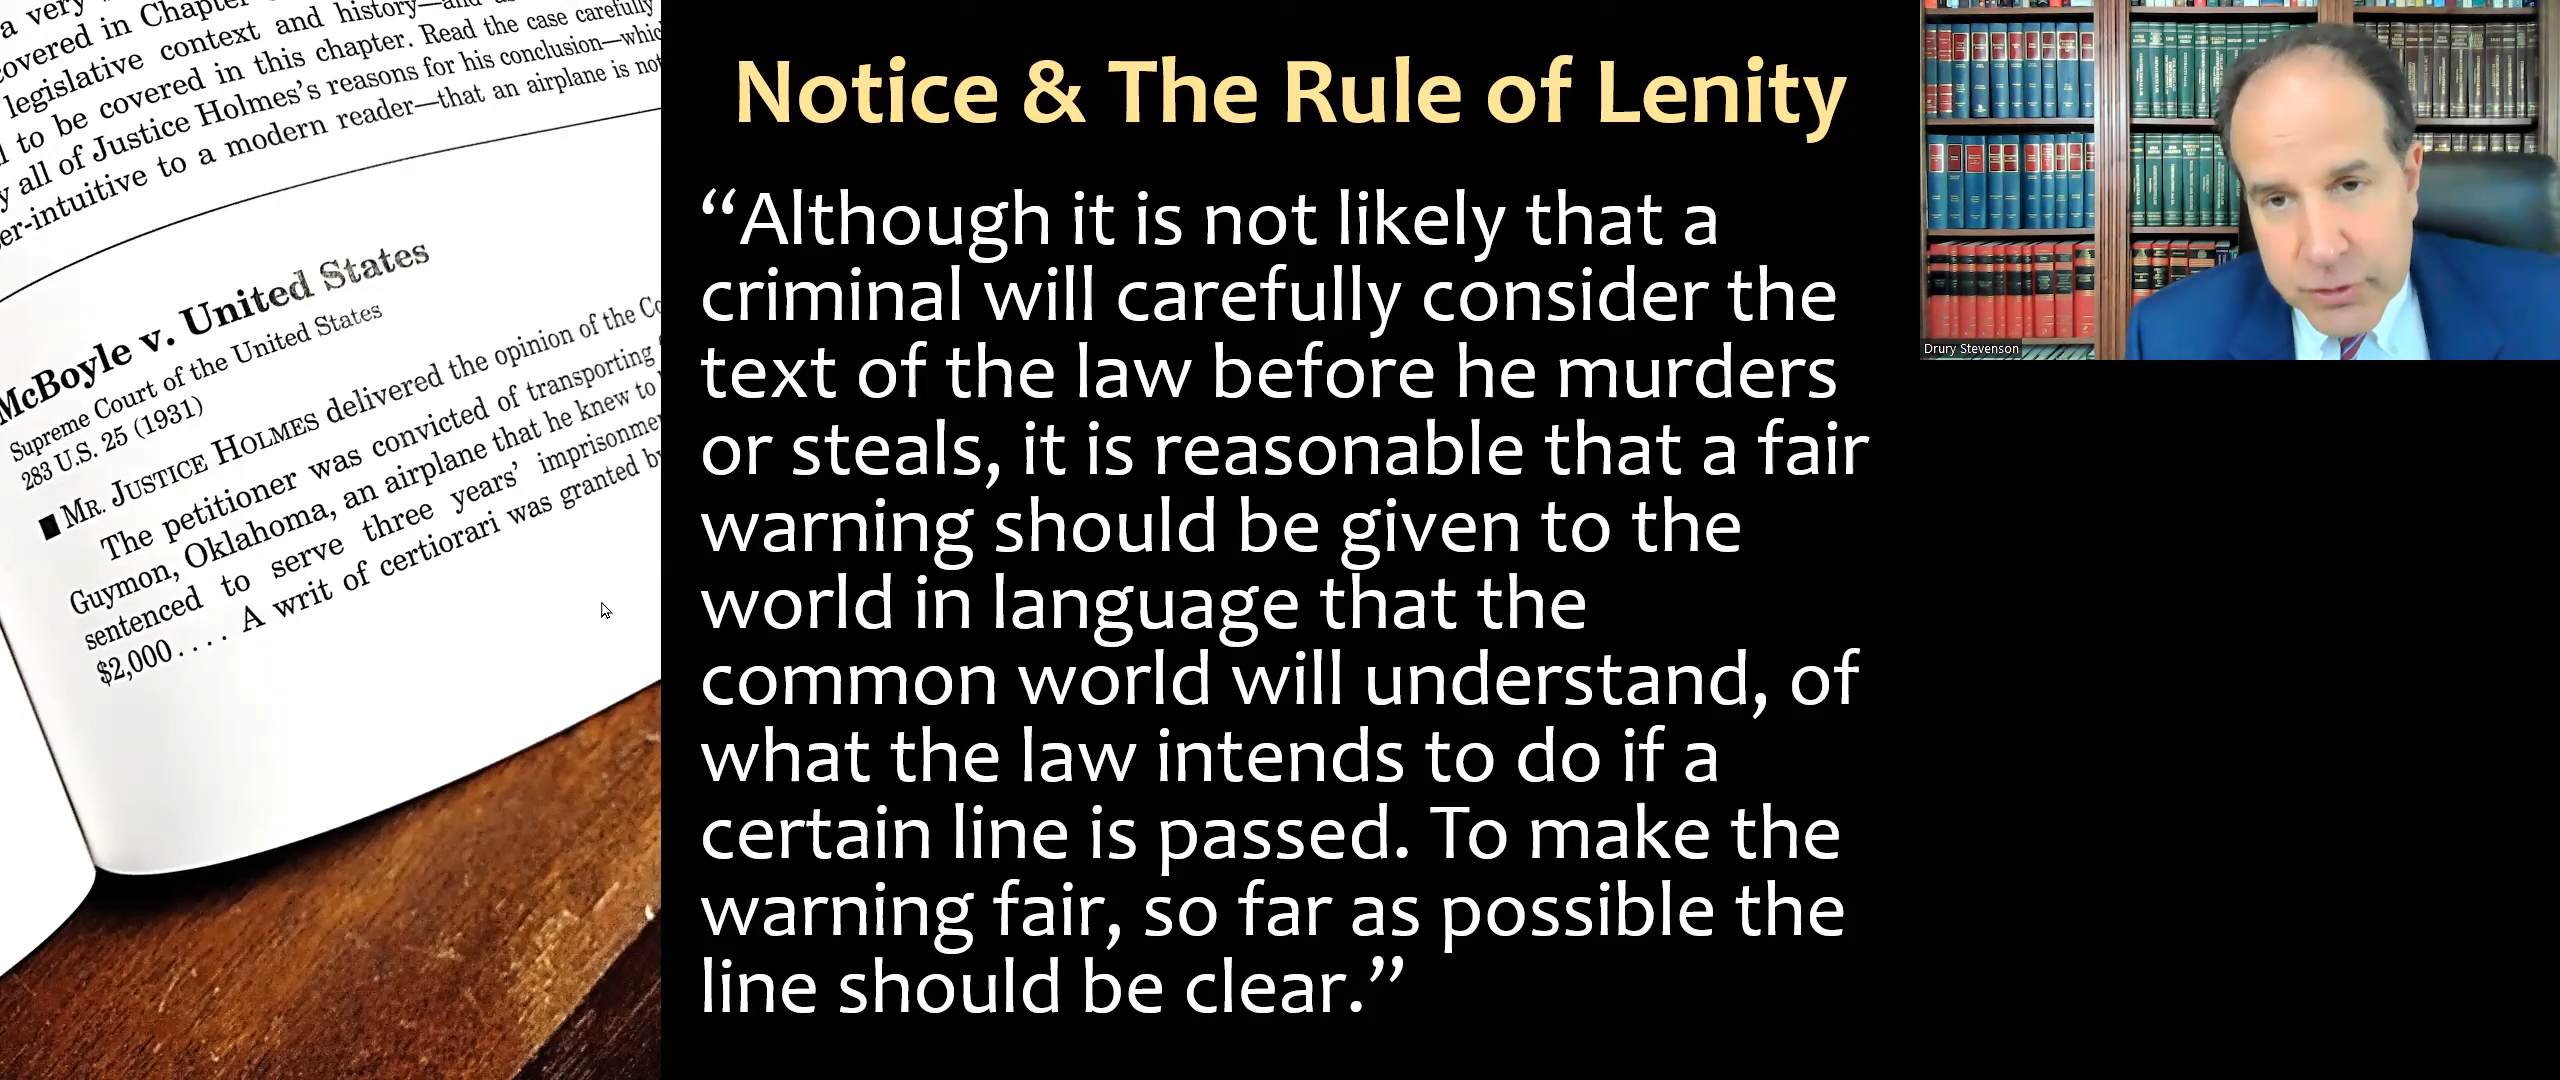 a very
covered in Chapter
legislative context and history—and
to be covered in this chapter. Read the case carefully
y all of Justice Holmes's reasons for his conclusion—which
er-intuitive to a modern reader—that an airplane is not
McBoyle v. United States
Supreme Court of the United States
283 U.S. 25 (1931)
■ MR. JUSTICE HOLMES delivered the opinion of the Co
The petitioner was convicted of transporting
Guymon, Oklahoma, an airplane that he knew to
sentenced to serve three years' imprisonme
$2,000 . . . . A writ of certiorari was granted by
Notice & The Rule of Lenity
“Although it is not likely that a
criminal will carefully consider the
text of the law before he murders
or steals, it is reasonable that a fair
warning should be given to the
world in language that the
common world will understand, of
what the law intends to do if a
certain line is passed. To make the
warning fair, so far as possible the
line should be clear.”
Drury Stevenson